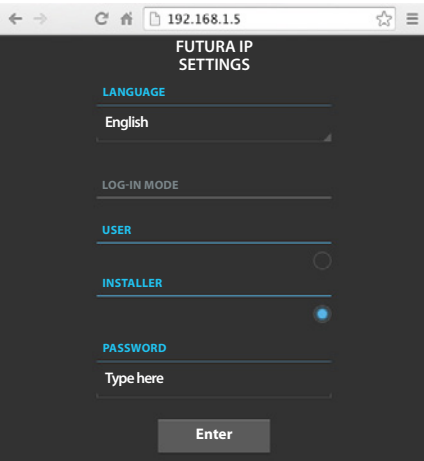 192.168.1.5
FUTURA IP
SETTINGS
LANGUAGE
English
LOG-IN MODE
USER
INSTALLER
PASSWORD
Type here
Enter